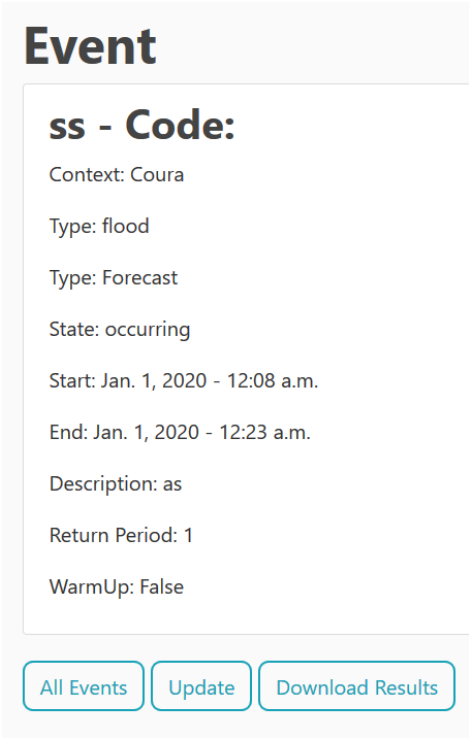 Event
ss - Code:
Context: Coura
Type: flood
Type: Forecast
State: occurring
Start: Jan. 1, 2020 - 12:08 a.m.
End: Jan. 1, 2020 - 12:23 a.m.
Description: as
Return Period: 1
WarmUp: False
All Events Update Download Results